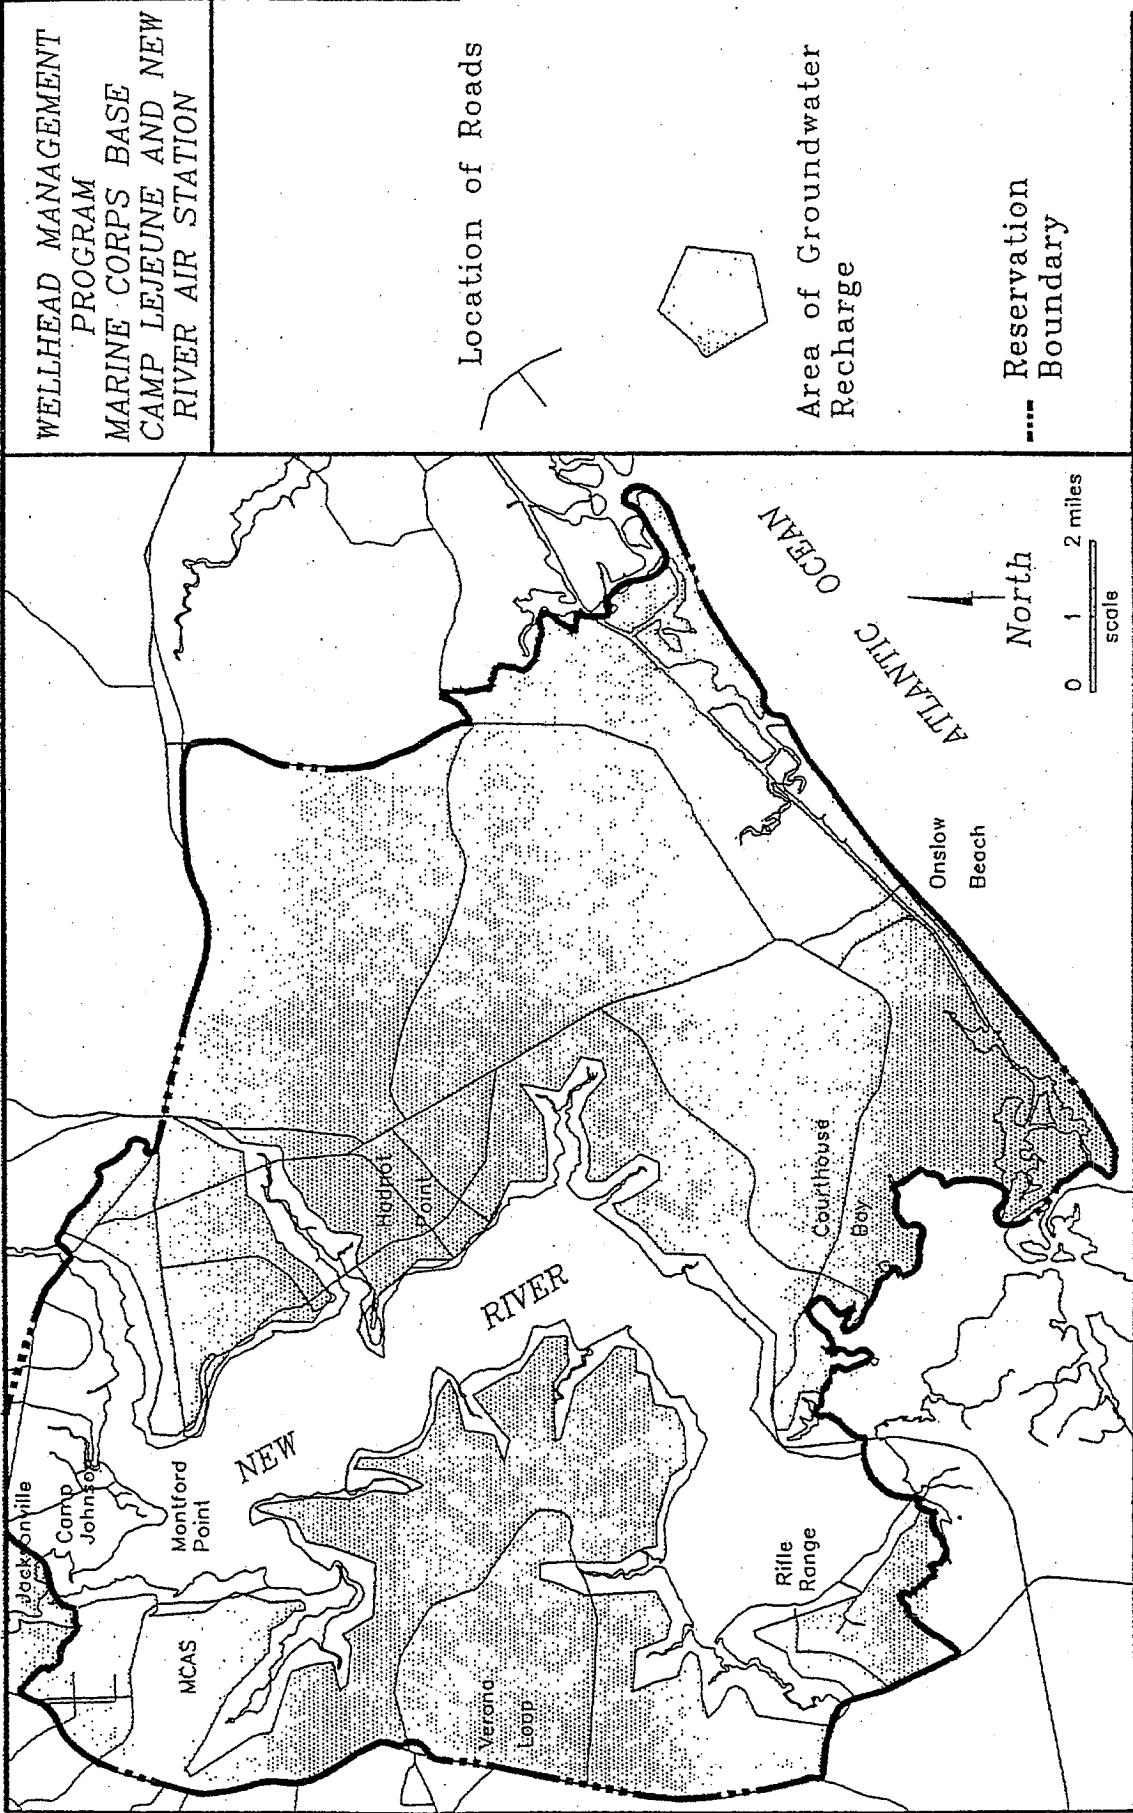 WELLHEAD MANAGEMENT
PROGRAM
MARINE CORPS BASE
CAMP LEJEUNE AND NEW
RIVER AIR STATION
Location of Roads
Area of Groundwater
Recharge
Reservation
Boundary
Jacksonville
Camp
Johnson
Montford
Point
MCAS
NEW
RIVER
Hadnot
Point
Verona
Loop
Rifle
Range
Courthouse
Bay
Onslow
Beach
ATLANTIC
OCEAN
North
0 1 2 miles
scale